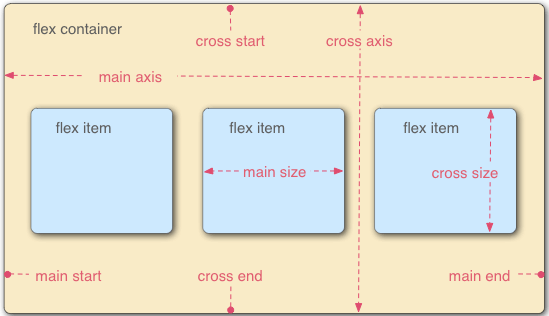 flex container
cross start
cross axis
main axis
flex item
flex item
flex item
main size
cross size
main start
cross end
main end